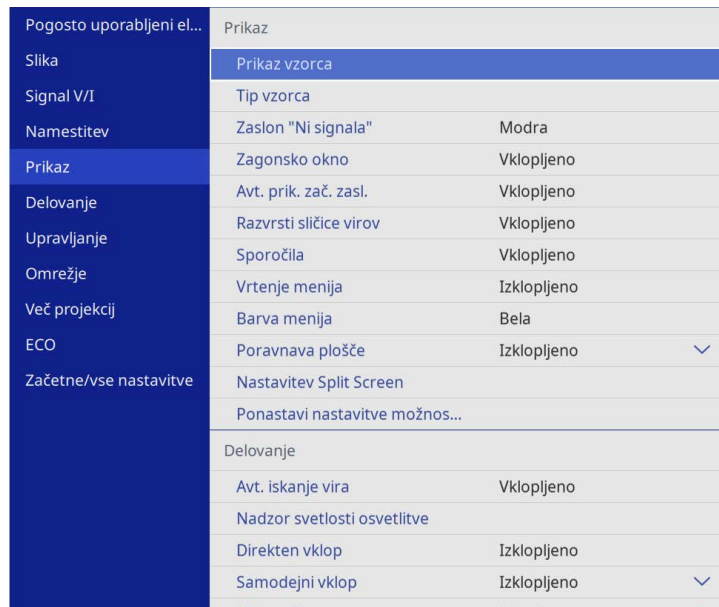 Pogosto uporabljeni el...
Slika
Signal V/I
Namestitev
Prikaz
Delovanje
Upravljanje
Omrežje
Več projekcij
ECO
Začetne/vse nastavitve
Prikaz
Prikaz vzorca
Tip vzorca
Zaslon "Ni signala" Modra
Zagonsko okno Vklopljeno
Avt. prik. zač. zasl. Vklopljeno
Razvrsti sličice virov Vklopljeno
Sporočila Vklopljeno
Vrtenje menija Izklopljeno
Barva menija Bela
Poravnava plošče Izklopljeno
Nastavitev Split Screen
Ponastavi nastavitve možnos...
Delovanje
Avt. iskanje vira Vklopljeno
Nadzor svetlosti osvetlitve
Direkten vklop Izklopljeno
Samodejni vklop Izklopljeno